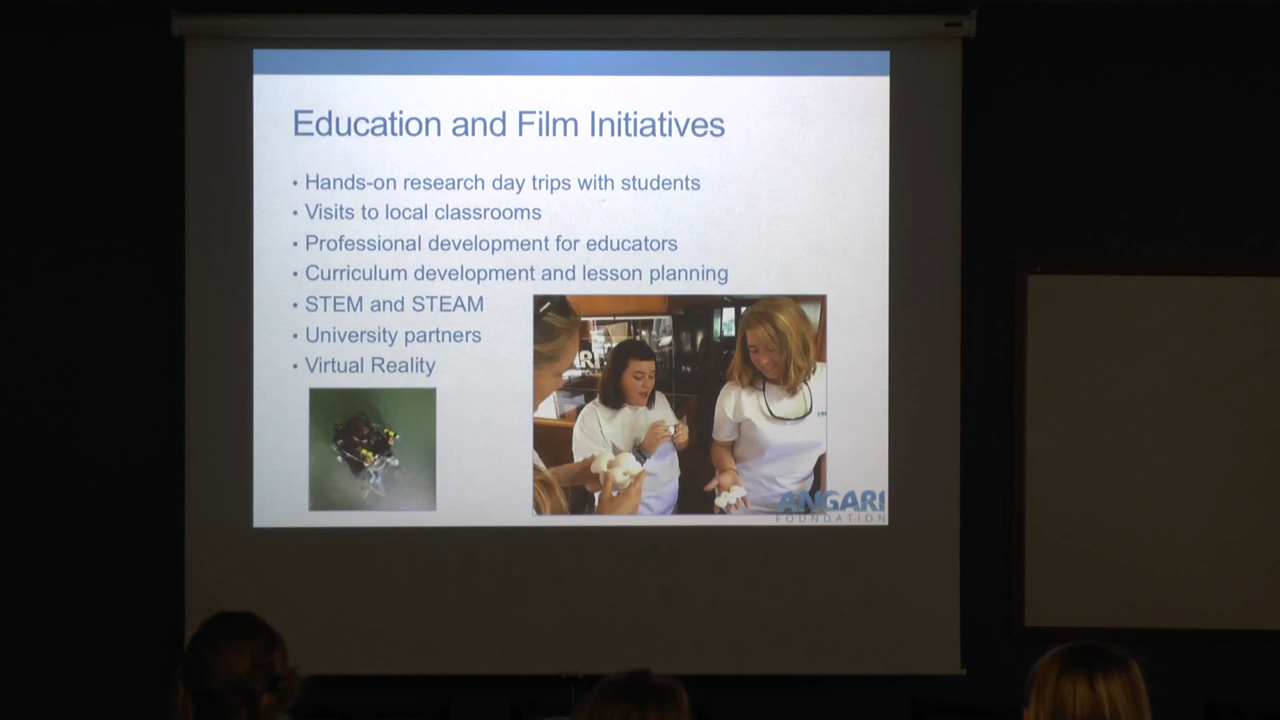 Education and Film Initiatives
• Hands-on research day trips with students
• Visits to local classrooms
• Professional development for educators
• Curriculum development and lesson planning
• STEM and STEAM
• University partners
• Virtual Reality
ANGARI
FOUNDATION